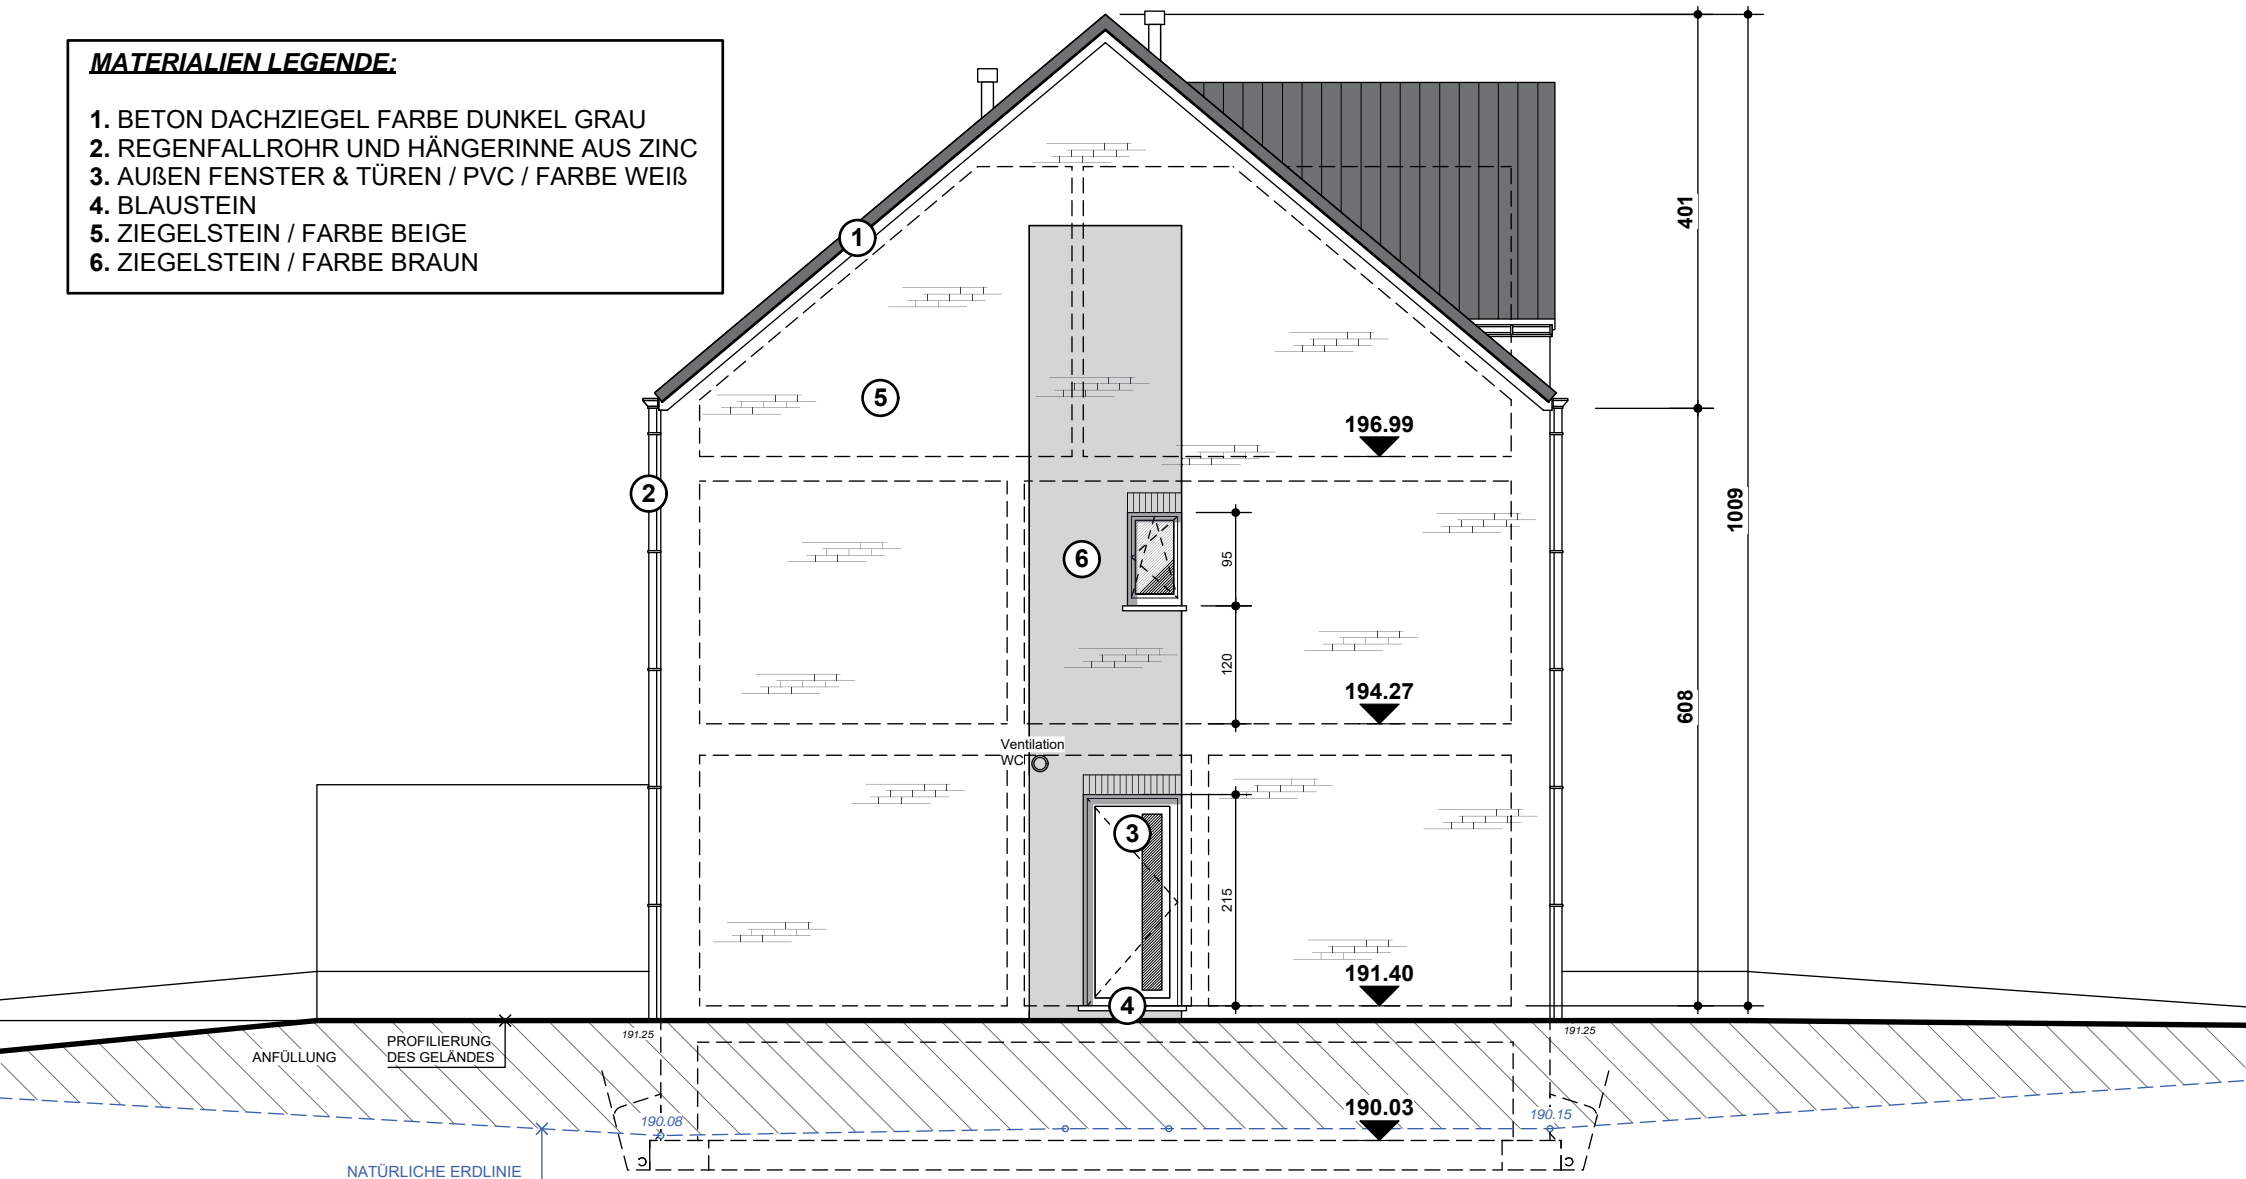 MATERIALIEN LEGENDE:
1. BETON DACHZIEGEL FARBE DUNKEL GRAU
2. REGENFALLROHR UND HÄNGERINNE AUS ZINC
3. AUßEN FENSTER & TÜREN / PVC / FARBE WEIß
4. BLAUSTEIN
5. ZIEGELSTEIN / FARBE BEIGE
6. ZIEGELSTEIN / FARBE BRAUN
1
401
5
196.99
2
1009
6
95
120
194.27
608
Ventilation
WC
3
215
191.40
4
191.25
191.25
PROFILIERUNG
DES GELÄNDES
ANFÜLLUNG
190.08
190.03
190.15
NATÜRLICHE ERDLINIE